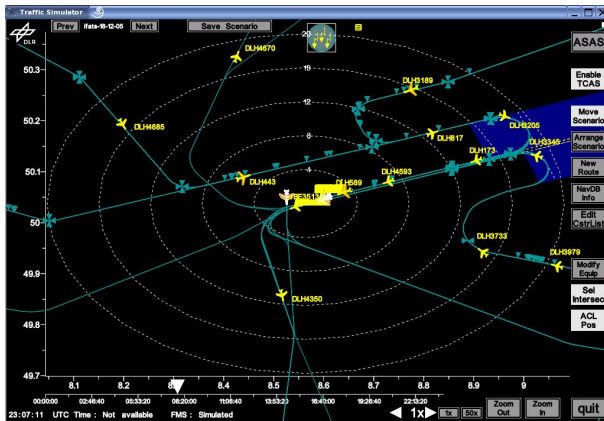 Traffic Simulator
DLR
Prev
ifats-18-12-05
Next
Save Scenario
ASAS
Enable
TCAS
Move
Scenario
Arrange
Scenario
New
Route
NavDB
Info
Edit
CstrList
Modify
Equip
Sel
Intersec
ACL
Pos
quit
20
16
12
8
4
DLH4670
DLH3189
DLH4685
DLH817
DLH3205
DLH3345
DLH173
DLH443
DLH589
DLH4593
DLH3733
DLH3979
DLH4350
50.3
50.2
50.1
50
49.9
49.8
49.7
8.1
8.2
8.3
8.4
8.5
8.6
8.7
8.8
8.9
9
00:00:00
02:46:40
05:33:20
08:20:00
11:06:40
13:53:20
16:40:00
19:26:40
22:13:20
23:07:11
UTC Time : Not available
FMS : Simulated
1x
1x
50x
Zoom
Out
Zoom
In